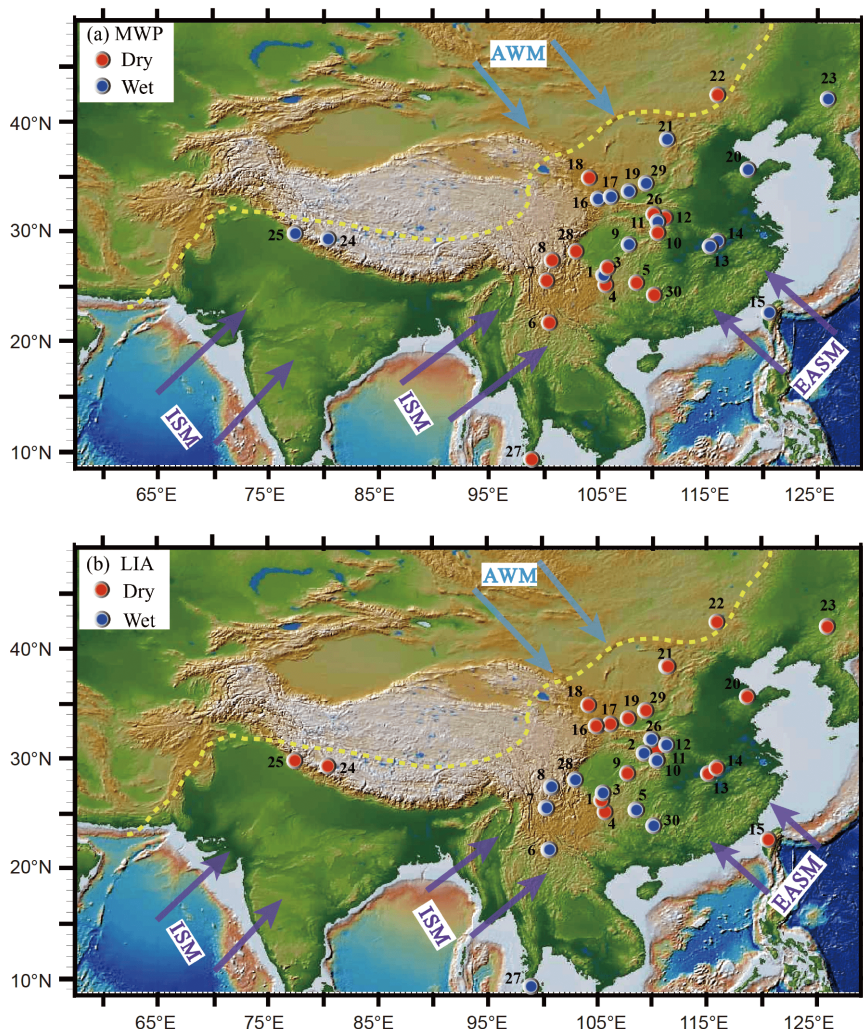 (a) MWP
Dry
Wet
AWM
22
23
40°N
21
20
18
17
19
29
16
26
12
11
30°N
25
24
28
9
10
14
8
3
13
7
1
5
4
30
15
6
20°N
ISM
ISM
EASM
10°N
27
65°E
75°E
85°E
95°E
105°E
115°E
125°E
(b) LIA
Dry
Wet
AWM
22
23
40°N
21
20
18
17
19
29
16
26
2
12
30°N
25
24
28
9
11
10
14
8
3
13
7
1
5
4
30
15
6
20°N
ISM
ISM
EASM
10°N
27
65°E
75°E
85°E
95°E
105°E
115°E
125°E